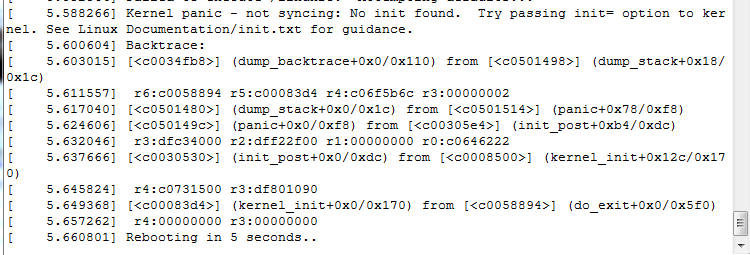 [    5.588266] Kernel panic - not syncing: No init found.  Try passing init= option to ker
nel. See Linux Documentation/init.txt for guidance.
[    5.600604] Backtrace:
[    5.603015] [<c0034fb8>] (dump_backtrace+0x0/0x110) from [<c0501498>] (dump_stack+0x18/
0x1c)
[    5.611557]  r6:c0058894 r5:c00083d4 r4:c06f5b6c r3:00000002
[    5.617040] [<c0501480>] (dump_stack+0x0/0x1c) from [<c0501514>] (panic+0x78/0xf8)
[    5.624606] [<c050149c>] (panic+0x0/0xf8) from [<c00305e4>] (init_post+0xb4/0xdc)
[    5.632046]  r3:dfc34000 r2:dff22f00 r1:00000000 r0:c0646222
[    5.637666] [<c0030530>] (init_post+0x0/0xdc) from [<c0008500>] (kernel_init+0x12c/0x17
0)
[    5.645824]  r4:c0731500 r3:df801090
[    5.649368] [<c00083d4>] (kernel_init+0x0/0x170) from [<c0058894>] (do_exit+0x0/0x5f0)
[    5.657262]  r4:00000000 r3:00000000
[    5.660801] Rebooting in 5 seconds..